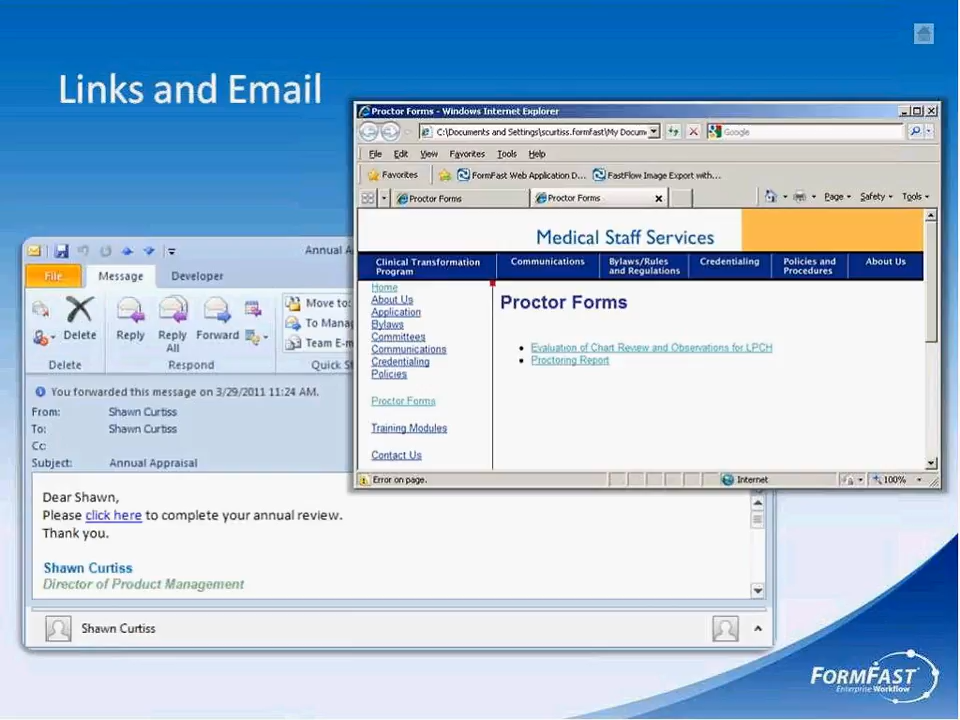 Links and Email
Proctor Forms - Windows Internet Explorer
C:\Documents and Settings\scurtiss.formfast\My Docum
Google
File Edit View Favorites Tools Help
Favorites FormFast Web Application D... FastFlow Image Export with...
Proctor Forms Proctor Forms Page Safety Tools
Medical Staff Services
Clinical Transformation Program
Communications
Bylaws/Rules and Regulations
Credentialing
Policies and Procedures
About Us
Home
About Us
Application
Bylaws
Committees
Communications
Credentialing
Policies
Proctor Forms
Training Modules
Contact Us
Proctor Forms
Evaluation of Chart Review and Observations for LPCH
Proctoring Report
Error on page. Internet 100%
Annual A
File Message Developer
Delete Reply Reply All Forward
Move to:
To Manag
Team E-m
Delete Respond Quick St
You forwarded this message on 3/29/2011 11:24 AM.
From: Shawn Curtiss
To: Shawn Curtiss
Cc:
Subject: Annual Appraisal
Dear Shawn,
Please click here to complete your annual review.
Thank you.
Shawn Curtiss
Director of Product Management
Shawn Curtiss
FORMFAST
Enterprise Workflow